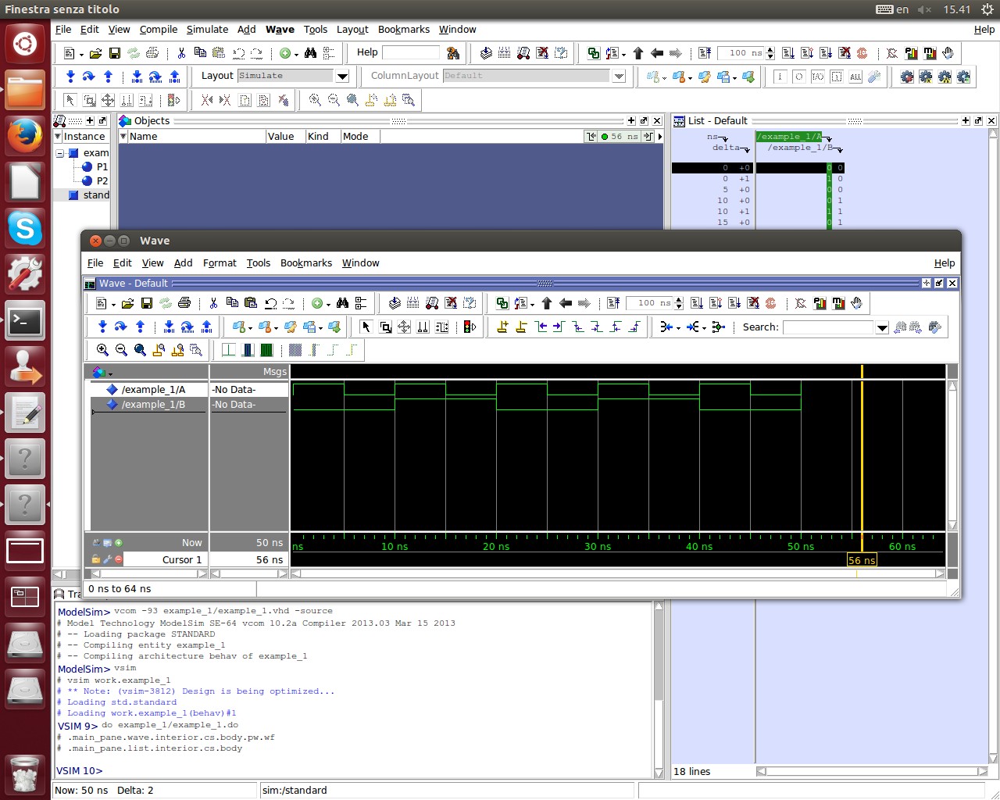 Finestra senza titolo
en
15.41
File Edit View Compile Simulate Add Wave Tools Layout Bookmarks Window Help
Help
100 ns
Layout Simulate
ColumnLayout Default
Instance
exam
P1
P2
stand
Objects
Name Value Kind Mode
56 ns
List - Default
ns
delta
/example_1/A
/example_1/B
0 +0 0 0
0 +1 1 0
5 +0 0 0
10 +0 0 1
10 +1 1 1
15 +0 0 1
Wave
File Edit View Add Format Tools Bookmarks Window Help
Wave - Default
100 ns
Search:
Msgs
/example_1/A -No Data-
/example_1/B -No Data-
Now 50 ns
ns 10 ns 20 ns 30 ns 40 ns 50 ns 60 ns
Cursor 1 56 ns
56 ns
0 ns to 64 ns
Tra
ModelSim> vcom -93 example_1/example_1.vhd -source
# Model Technology ModelSim SE-64 vcom 10.2a Compiler 2013.03 Mar 15 2013
# -- Loading package STANDARD
# -- Compiling entity example_1
# -- Compiling architecture behav of example_1
ModelSim> vsim
# vsim work.example_1
# ** Note: (vsim-3812) Design is being optimized...
# Loading std.standard
# Loading work.example_1(behav)#1
VSIM 9> do example_1/example_1.do
# .main_pane.wave.interior.cs.body.pw.wf
# .main_pane.list.interior.cs.body
VSIM 10>
18 lines
Now: 50 ns Delta: 2
sim:/standard